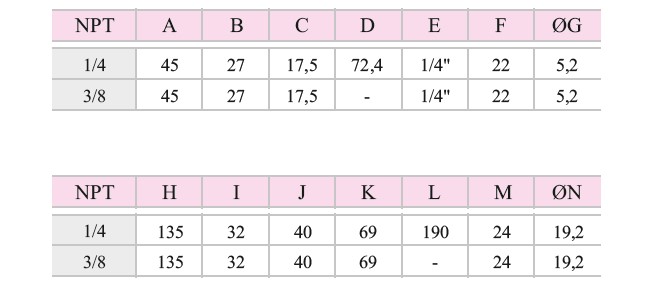 NPT A B C D E F ØG
1/4 45 27 17,5 72,4 1/4" 22 5,2
3/8 45 27 17,5 - 1/4" 22 5,2
NPT H I J K L M ØN
1/4 135 32 40 69 190 24 19,2
3/8 135 32 40 69 - 24 19,2